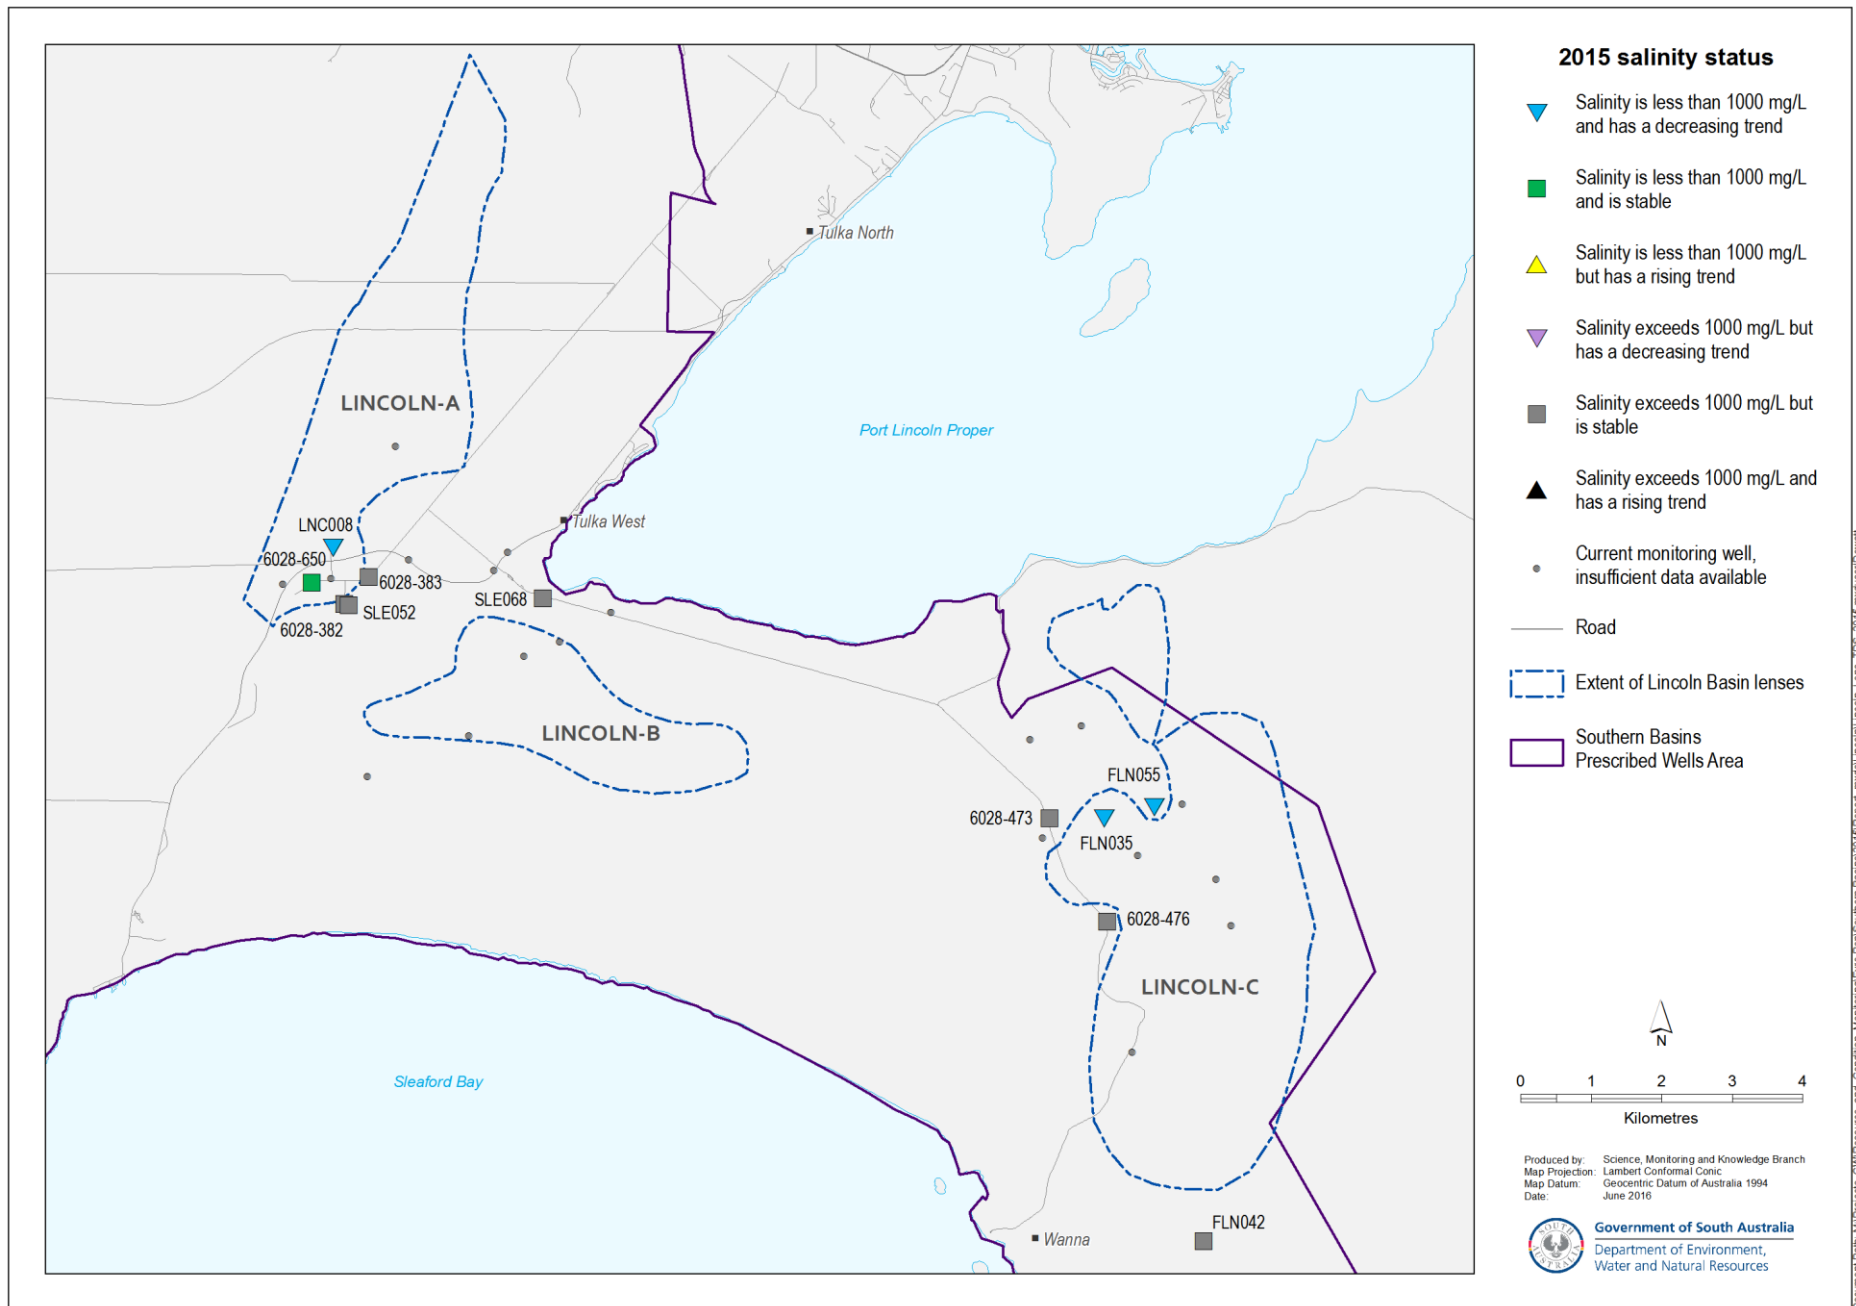 2015 salinity status
Salinity is less than 1000 mg/L
and has a decreasing trend
Salinity is less than 1000 mg/L
and is stable
Salinity is less than 1000 mg/L
but has a rising trend
Salinity exceeds 1000 mg/L but
has a decreasing trend
Salinity exceeds 1000 mg/L but
is stable
Salinity exceeds 1000 mg/L and
has a rising trend
Current monitoring well,
insufficient data available
Road
Extent of Lincoln Basin lenses
Southern Basins
Prescribed Wells Area
Tulka North
LINCOLN-A
Port Lincoln Proper
Tulka West
LNC008
6028-650
6028-383
SLE068
SLE052
6028-382
LINCOLN-B
FLN055
6028-473
FLN035
6028-476
LINCOLN-C
Sleaford Bay
FLN042
Wanna
N
0 1 2 3 4
Kilometres
Produced by: Science, Monitoring and Knowledge Branch
Map Projection: Lambert Conformal Conic
Map Datum: Geocentric Datum of Australia 1994
Date: June 2016
SOUTH AUSTRALIA
Government of South Australia
Department of Environment,
Water and Natural Resources